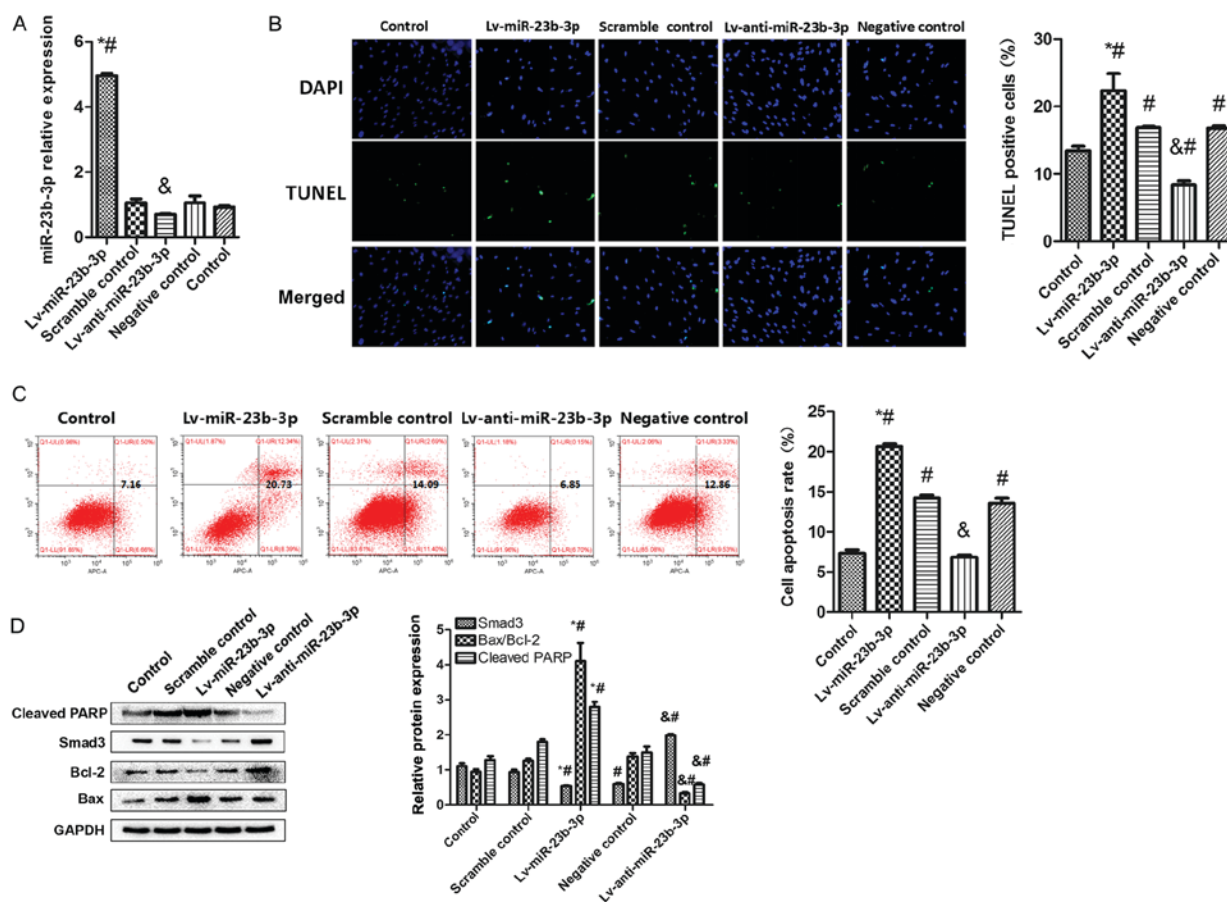 A
miR-23b-3p relative expression
6
4
2
0
*#
&
Lv-miR-23b-3p
Scramble control
Lv-anti-miR-23b-3p
Negative control
Control
B
Control
Lv-miR-23b-3p
Scramble control
Lv-anti-miR-23b-3p
Negative control
DAPI
TUNEL
Merged
TUNEL positive cells (%)
30
20
10
0
*#
#
&#
#
Control
Lv-miR-23b-3p
Scramble control
Lv-anti-miR-23b-3p
Negative control
C
Control
Lv-miR-23b-3p
Scramble control
Lv-anti-miR-23b-3p
Negative control
7.16
20.73
14.09
6.85
12.86
APC-A
APC-A
APC-A
APC-A
APC-A
Cell apoptosis rate (%)
25
20
15
10
5
0
*#
#
&
#
Control
Lv-miR-23b-3p
Scramble control
Lv-anti-miR-23b-3p
Negative control
D
Control
Scramble control
Lv-miR-23b-3p
Negative control
Lv-anti-miR-23b-3p
Cleaved PARP
Smad3
Bcl-2
Bax
GAPDH
Relative protein expression
6
4
2
0
Smad3
Bax/Bcl-2
Cleaved PARP
*#
*#
*#
#
&#
&#
&#
Control
Scramble control
Lv-miR-23b-3p
Negative control
Lv-anti-miR-23b-3p